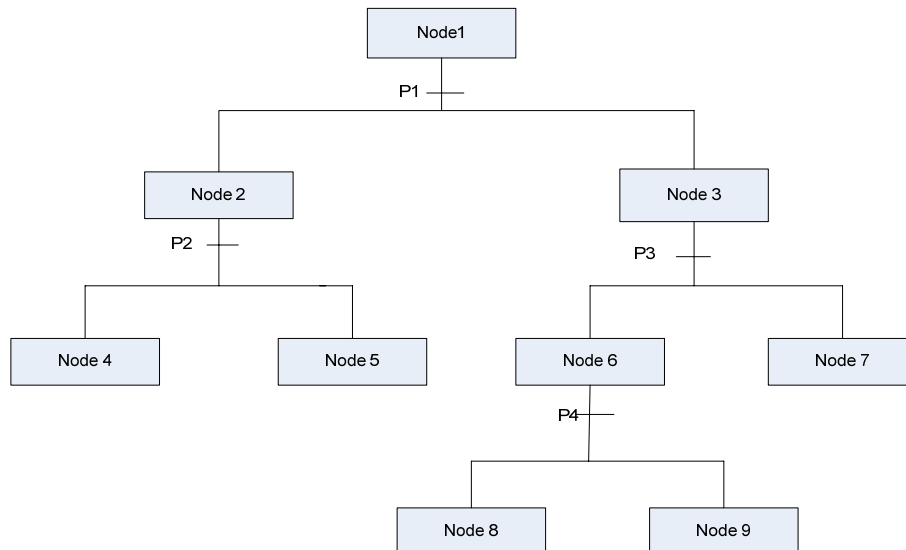 Node1
P1
Node 2
Node 3
P2
P3
Node 4
Node 5
Node 6
Node 7
P4
Node 8
Node 9